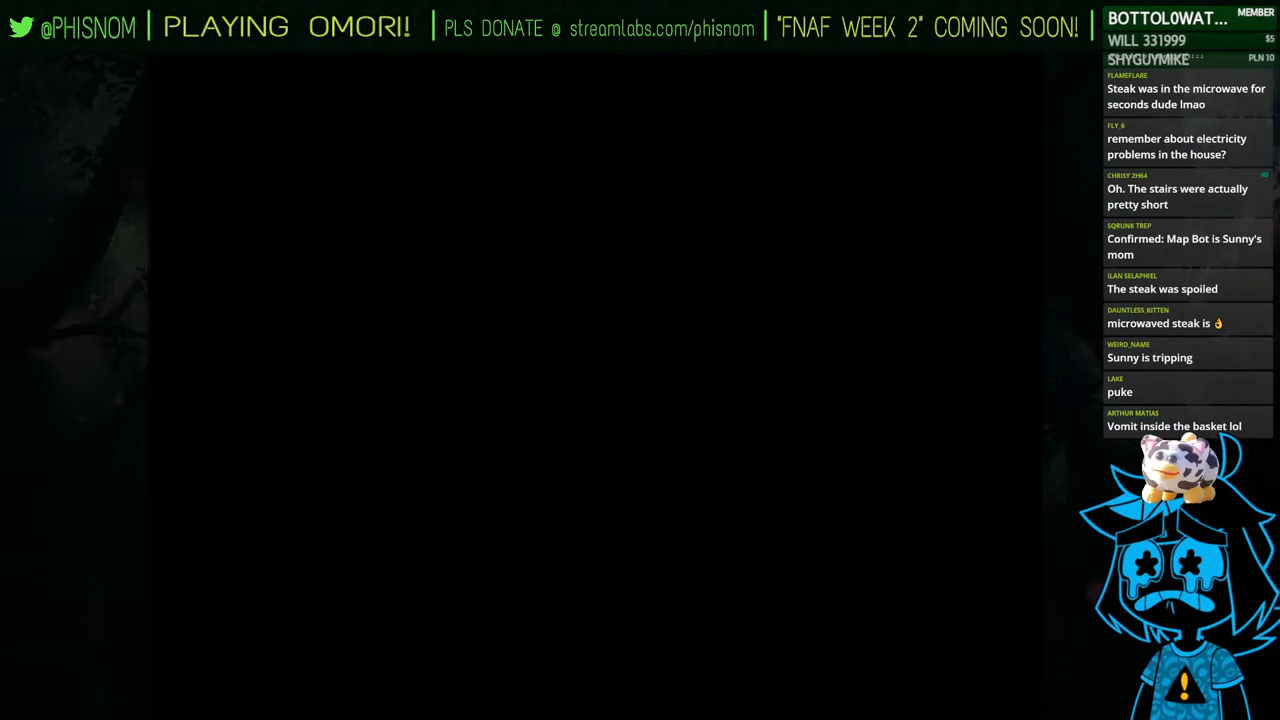 @PHISNOM | PLAYING OMORI! | PLS DONATE @ streamlabs.com/phisnom | "FNAF WEEK 2" COMING SOON! |
BOTTOL0WAT... MEMBER
WILL 331999 $5
SHYGUYMIKE PLN 10
FLAMEFLARE
Steak was in the microwave for
seconds dude lmao
FLY_6
remember about electricity
problems in the house?
CHRISY 2H64
Oh. The stairs were actually
pretty short
SQRUNK TREP
Confirmed: Map Bot is Sunny's
mom
ILAN SELAPHIEL
The steak was spoiled
DAUNTLESS_KITTEN
microwaved steak is 👌
WEIRD_NAME
Sunny is tripping
LAKE
puke
ARTHUR MATIAS
Vomit inside the basket lol